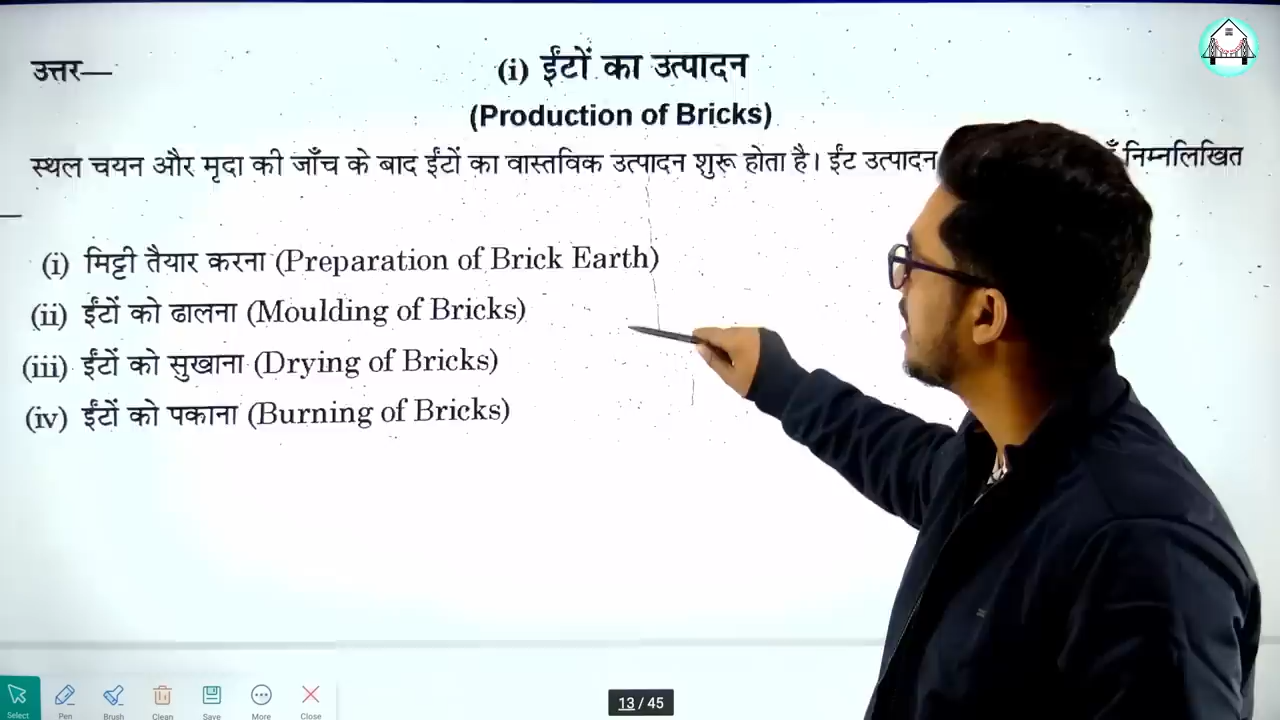 उत्तर— (i) ईंटों का उत्पादन
(Production of Bricks)
स्थल चयन और मृदा की जाँच के बाद ईंटों का वास्तविक उत्पादन शुरू होता है। ईंट उत्पादन निम्नलिखित
(i) मिट्टी तैयार करना (Preparation of Brick Earth)
(ii) ईंटों को ढालना (Moulding of Bricks)
(iii) ईंटों को सुखाना (Drying of Bricks)
(iv) ईंटों को पकाना (Burning of Bricks)
Select Pen Brush Clean Save More Close
13 / 45